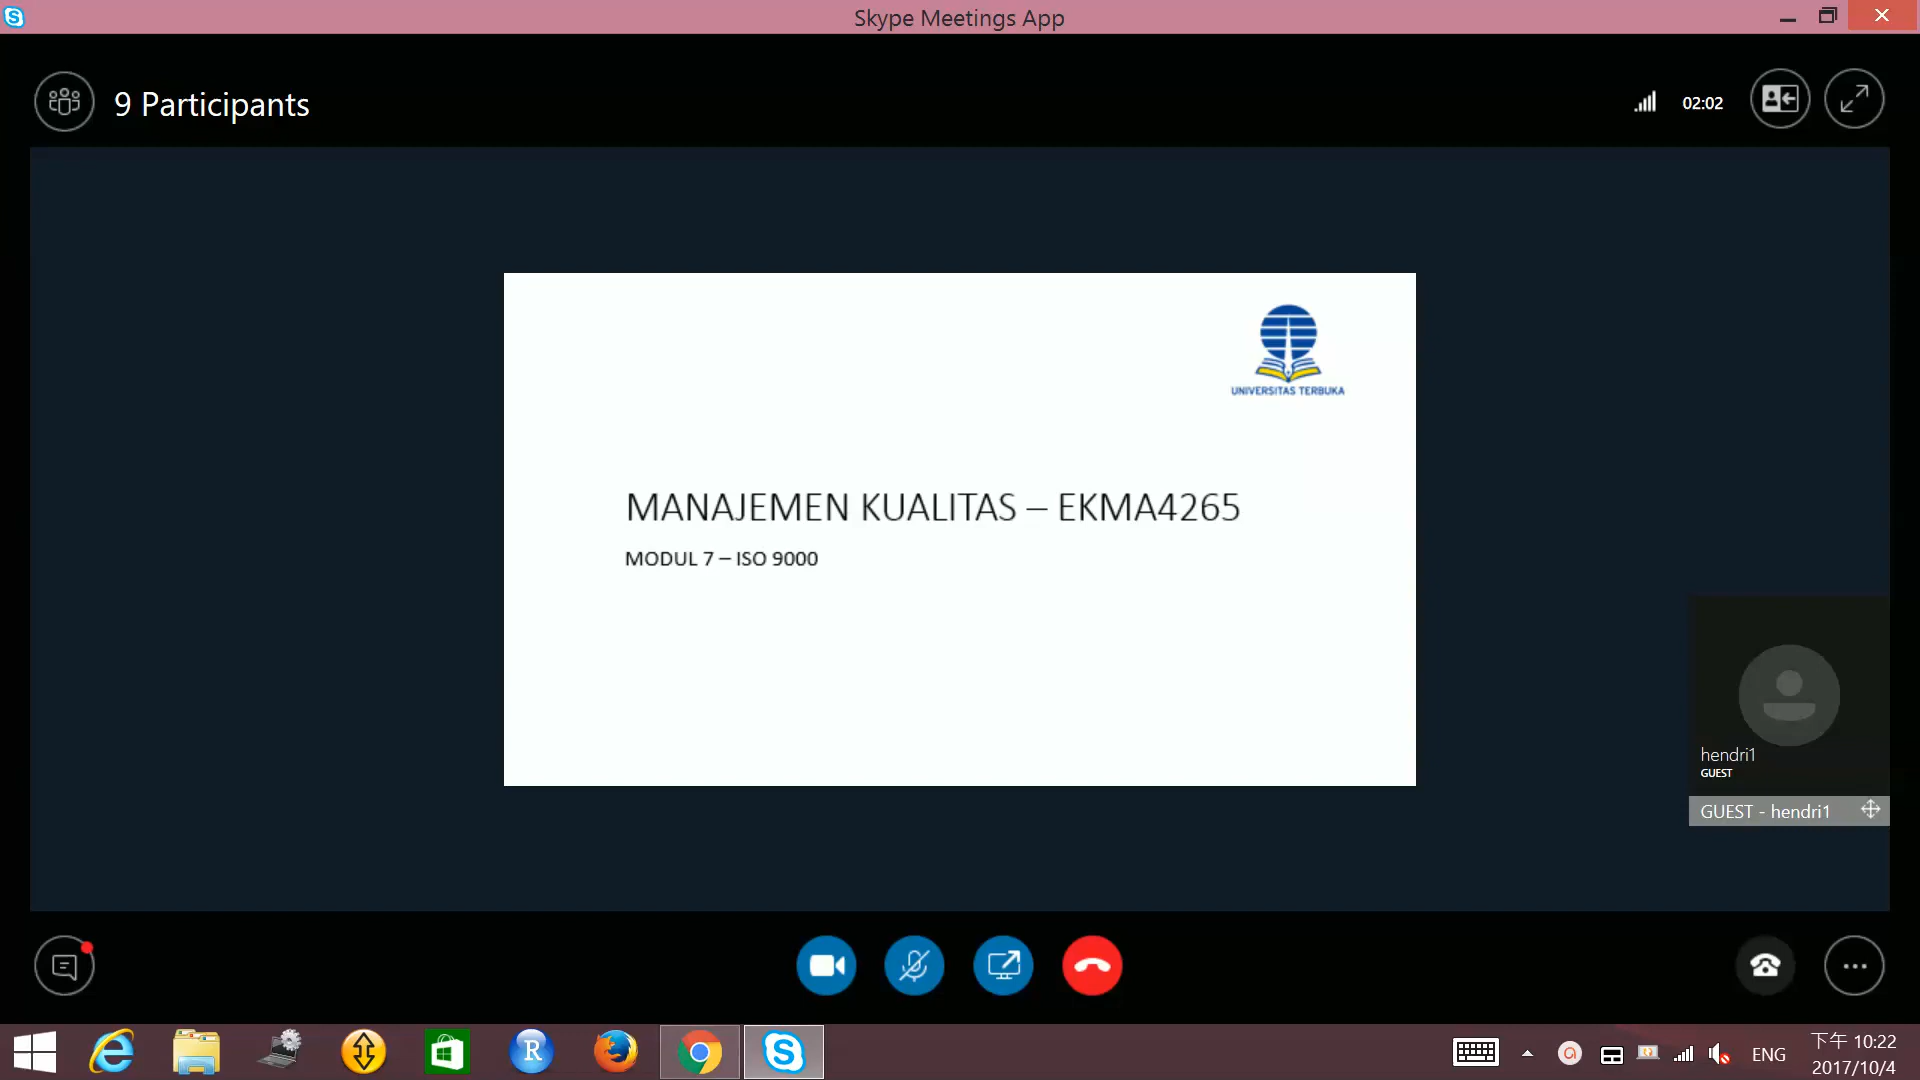 Skype Meetings App
9 Participants
02:02
UNIVERSITAS TERBUKA
MANAJEMEN KUALITAS – EKMA4265
MODUL 7 – ISO 9000
hendri1
GUEST
GUEST - hendri1
ENG
下午 10:22
2017/10/4